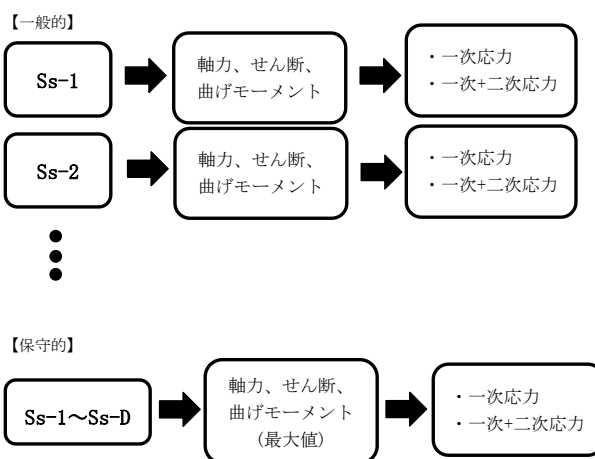 【一般的】
Ss-1
軸力、せん断、
曲げモーメント
・一次応力
・一次+二次応力
Ss-2
軸力、せん断、
曲げモーメント
・一次応力
・一次+二次応力
【保守的】
Ss-1～Ss-D
軸力、せん断、
曲げモーメント
(最大値)
・一次応力
・一次+二次応力